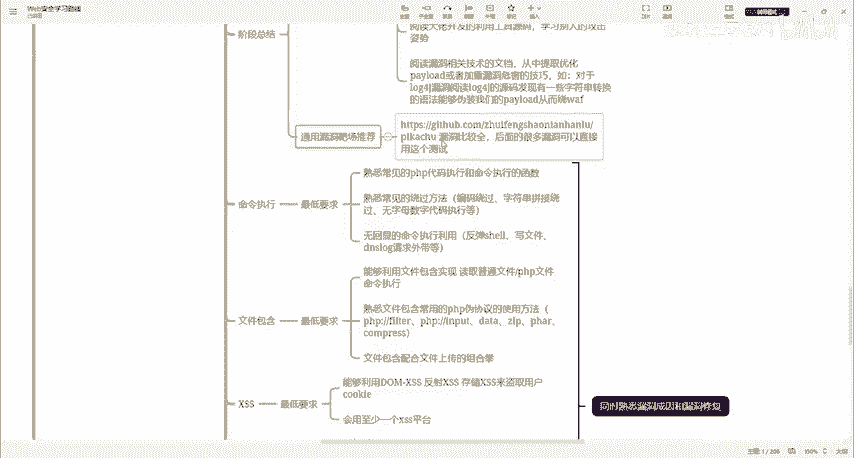 Web安全学习路线
阶段总结
阅读大佬开发的利用工具源码，学习别人的攻击
姿势
阅读漏洞相关技术的文档，从中提取优化
payload或者加重漏洞危害的技巧，如：对于
log4j漏洞阅读log4j的源码发现有一些字符串转换
的语法能够伪装我们的payload从而绕waf
通用漏洞靶场推荐
https://github.com/zhuifengshaonianhanlu/
pikachu 漏洞比较全，后面的很多漏洞可以直接
用这个测试
命令执行
最低要求
熟悉常见的php代码执行和命令执行的函数
熟悉常见的绕过方法（编码绕过、字符串拼接绕
过、无字母数字代码执行等）
无回显的命令执行利用（反弹shell、写文件、
dnslog请求外带等）
文件包含
最低要求
能够利用文件包含实现 读取普通文件/php文件
命令执行
熟悉文件包含常用的php伪协议的使用方法（
php://filter、php://input、data、zip、phar、
compress）
文件包含配合文件上传的组合拳
XSS
最低要求
能够利用DOM-XSS 反射XSS 存储XSS来盗取用户
cookie
会用至少一个xss平台
同时熟悉漏洞成因和漏洞修复
150%
大纲